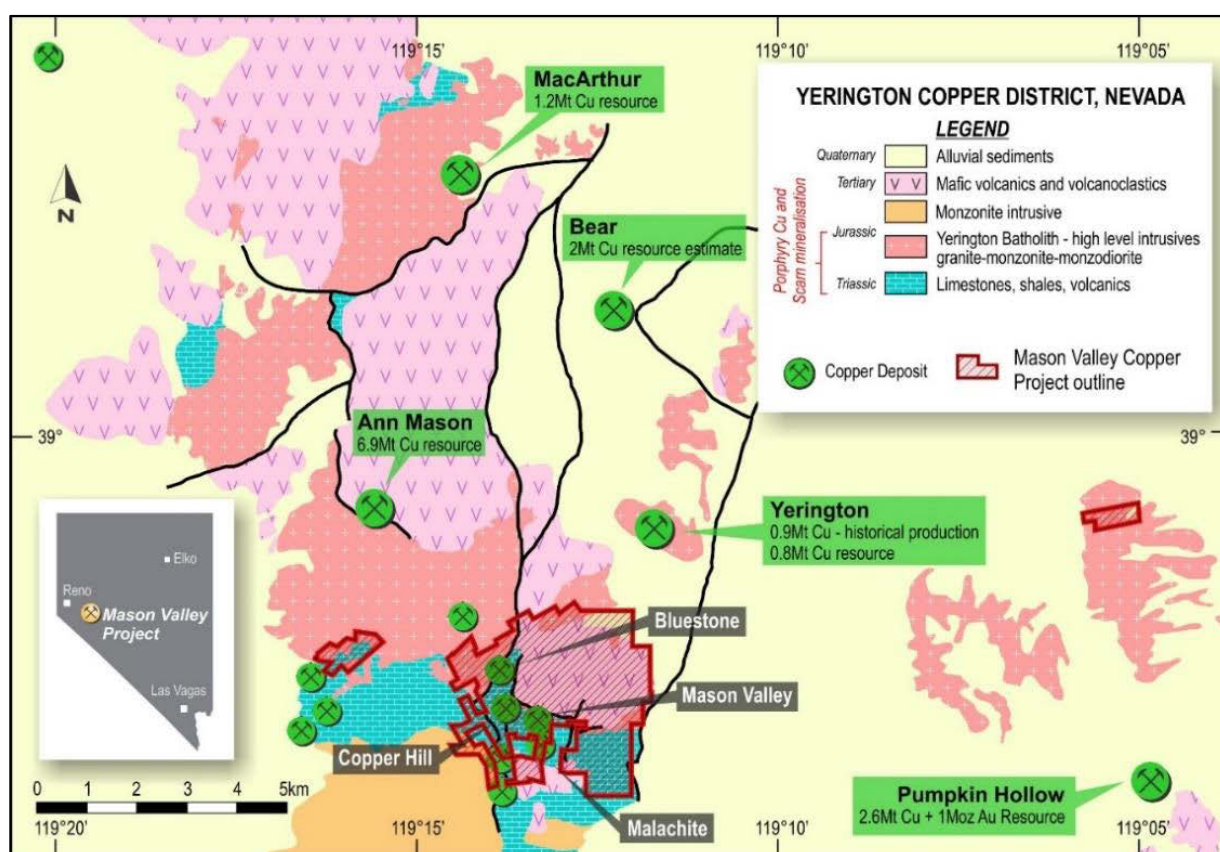 119°15'
119°10'
119°05'
MacArthur
1.2Mt Cu resource
YERINGTON COPPER DISTRICT, NEVADA
LEGEND
Quaternary
Alluvial sediments
Tertiary
Mafic volcanics and volcanoclastics
Monzonite intrusive
Porphyry Cu and
Scarn mineralisation
Jurassic
Yerington Batholith - high level intrusives
granite-monzonite-monzodiorite
Triassic
Limestones, shales, volcanics
Copper Deposit
Mason Valley Copper
Project outline
N
Bear
2Mt Cu resource estimate
39°
39°
Ann Mason
6.9Mt Cu resource
Yerington
0.9Mt Cu - historical production
0.8Mt Cu resource
Elko
Reno
Mason Valley
Project
Las Vagas
Bluestone
Mason Valley
Copper Hill
Malachite
Pumpkin Hollow
2.6Mt Cu + 1Moz Au Resource
0 1 2 3 4 5km
119°20'
119°15'
119°10'
119°05'